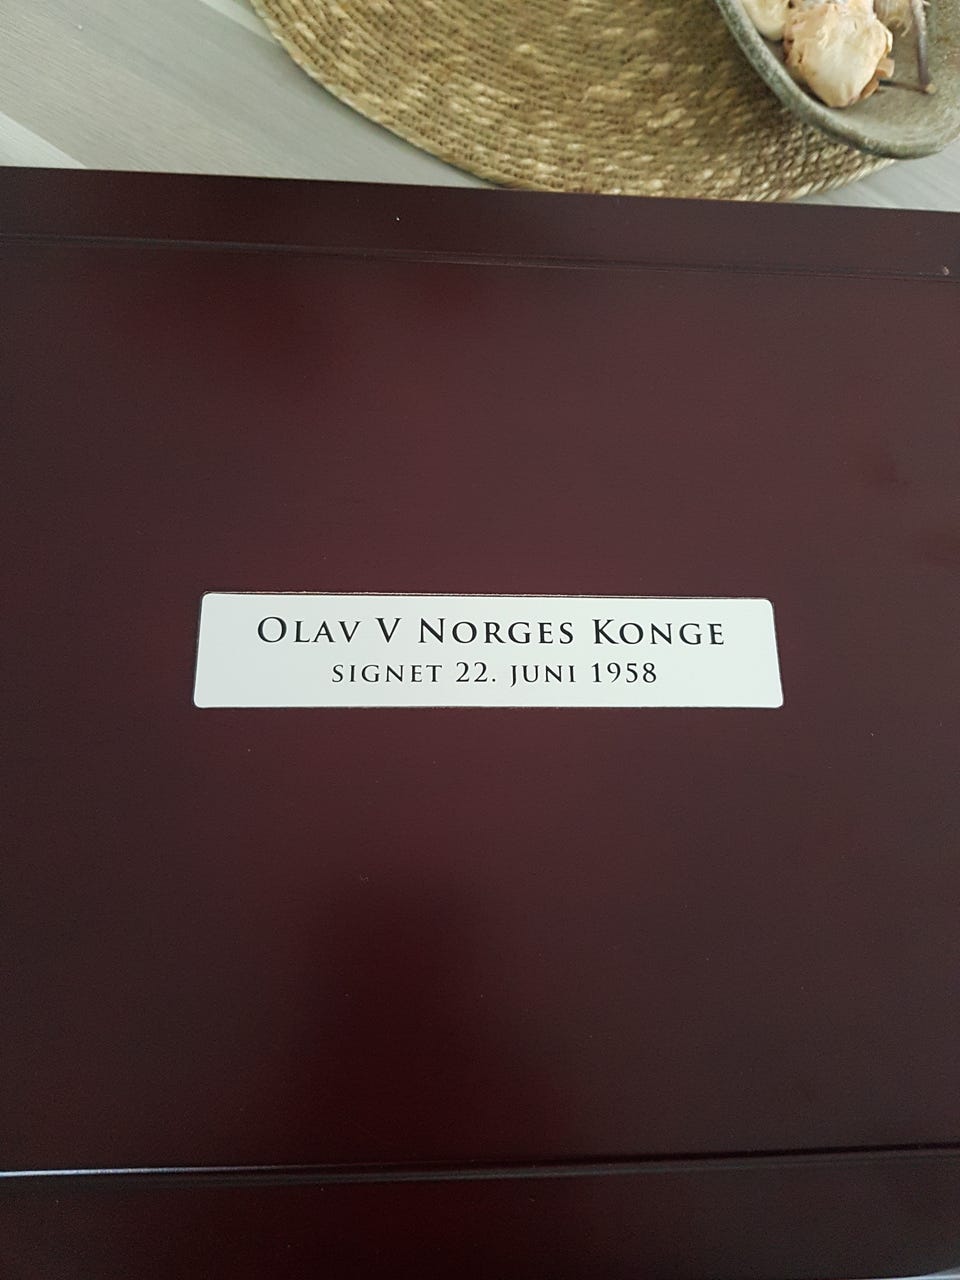 Olav V Norges Konge
signet 22. juni 1958